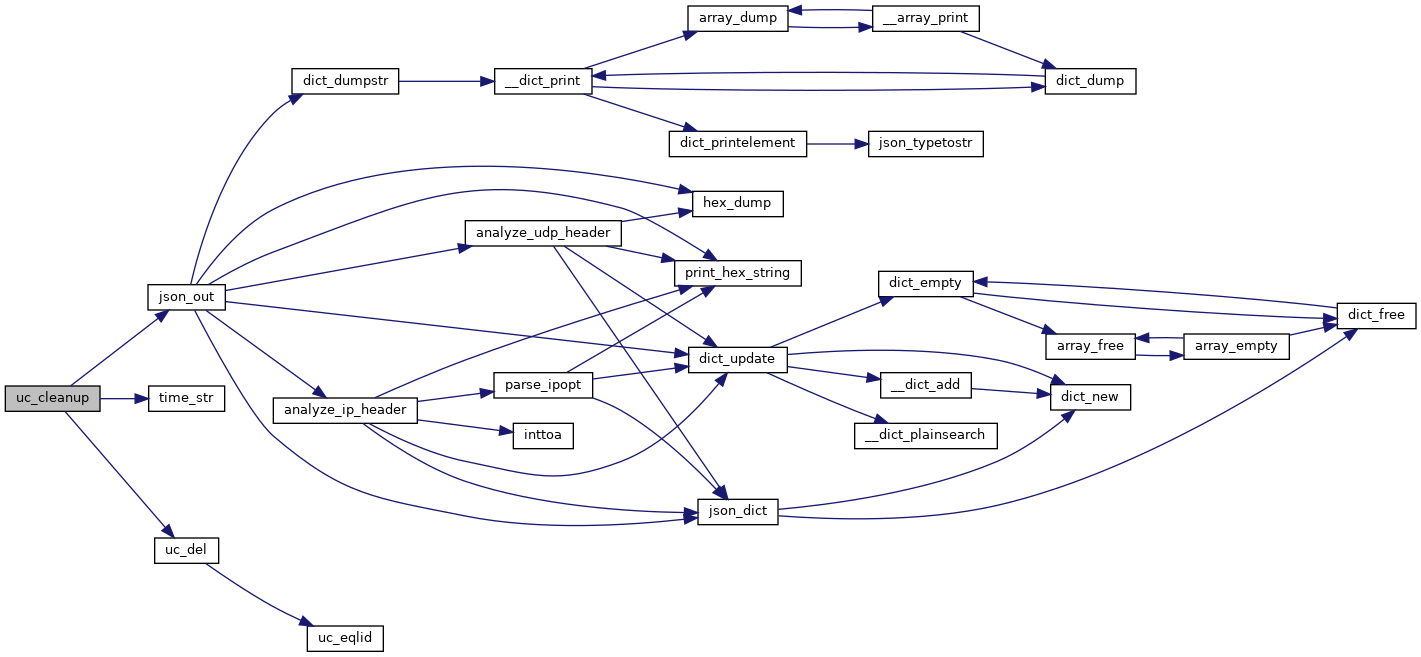 array_dump
__array_print
dict_dumpstr
__dict_print
dict_dump
dict_printelement
json_typetostr
hex_dump
analyze_udp_header
print_hex_string
dict_empty
json_out
dict_free
array_free
array_empty
dict_update
parse_ipopt
__dict_add
uc_cleanup
time_str
dict_new
analyze_ip_header
inttoa
__dict_plainsearch
json_dict
uc_del
uc_eqlid